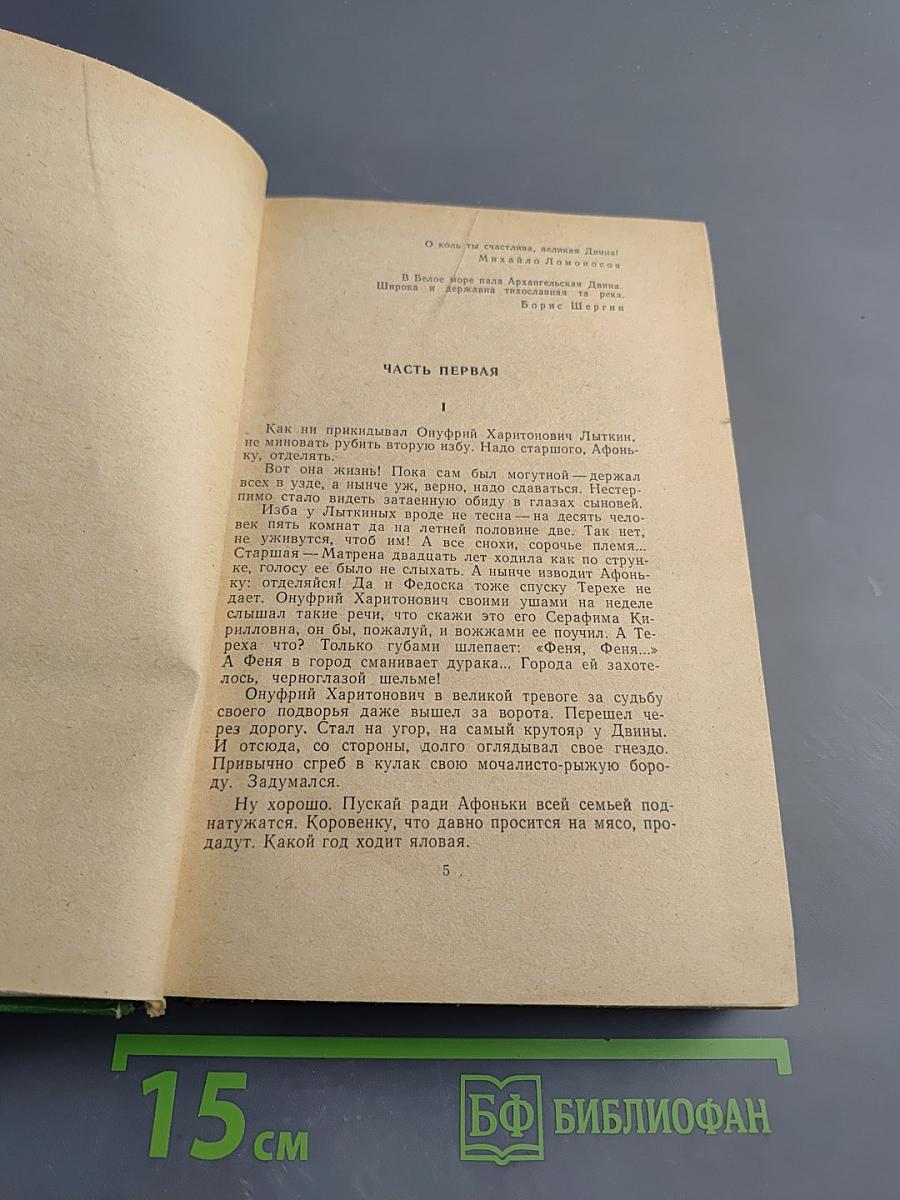 О коль ты счастлива, великая Двина!
Михайло Ломоносов
В Белое море пала Архангельская Двина.
Широка и державна тихославная та река.
Борис Шергин
ЧАСТЬ ПЕРВАЯ
I
Как ни прикидывал Онуфрий Харитонович Лыткин,
не миновать рубить вторую избу. Надо старшого, Афонь-
ку, отделять.
Вот она жизнь! Пока сам был могутной — держал
всех в узде, а нынче уж, верно, надо сдаваться. Нестер-
пимо стало видеть затаенную обиду в глазах сыновей.
Изба у Лыткиных вроде не тесна — на десять чело-
век пять комнат да на летней половине две. Так нет,
не уживутся, чтоб им! А все снохи, сорочье племя...
Старшая — Матрена двадцать лет ходила как по струн-
ке, голосу ее было не слыхать. А нынче изводит Афонь-
ку: отделяйся! Да и Федоска тоже спуску Терехе не
дает. Онуфрий Харитонович своими ушами на неделе
слышал такие речи, что скажи это его Серафима Ки-
рилловна, он бы, пожалуй, и вожжами ее поучил. А Те-
реха что? Только губами шлепает: «Феня, Феня...»
А Феня в город сманивает дурака... Города ей захоте-
лось, черноглазой шельме!
Онуфрий Харитонович в великой тревоге за судьбу
своего подворья даже вышел за ворота. Перешел че-
рез дорогу. Стал на угор, на самый крутояр у Двины.
И отсюда, со стороны, долго оглядывал свое гнездо.
Привычно сгреб в кулак свою мочалисто-рыжую боро-
ду. Задумался.
Ну хорошо. Пускай ради Афоньки всей семьей под-
натужатся. Коровенку, что давно просится на мясо, про-
дадут. Какой год ходит яловая.
5
15 см
БФ БИБЛИОФАН